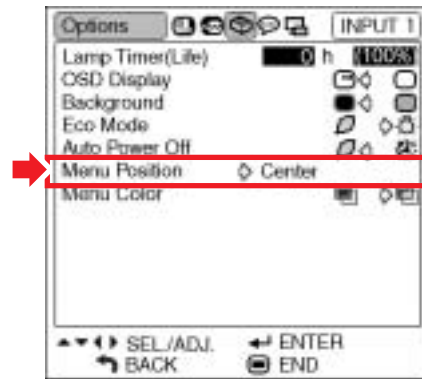 Options INPUT 1
Lamp Timer(Life) 0 h (100%)
OSD Display
Background
Eco Mode
Auto Power Off
Menu Position Center
Menu Color
SEL./ADJ. ENTER
BACK END